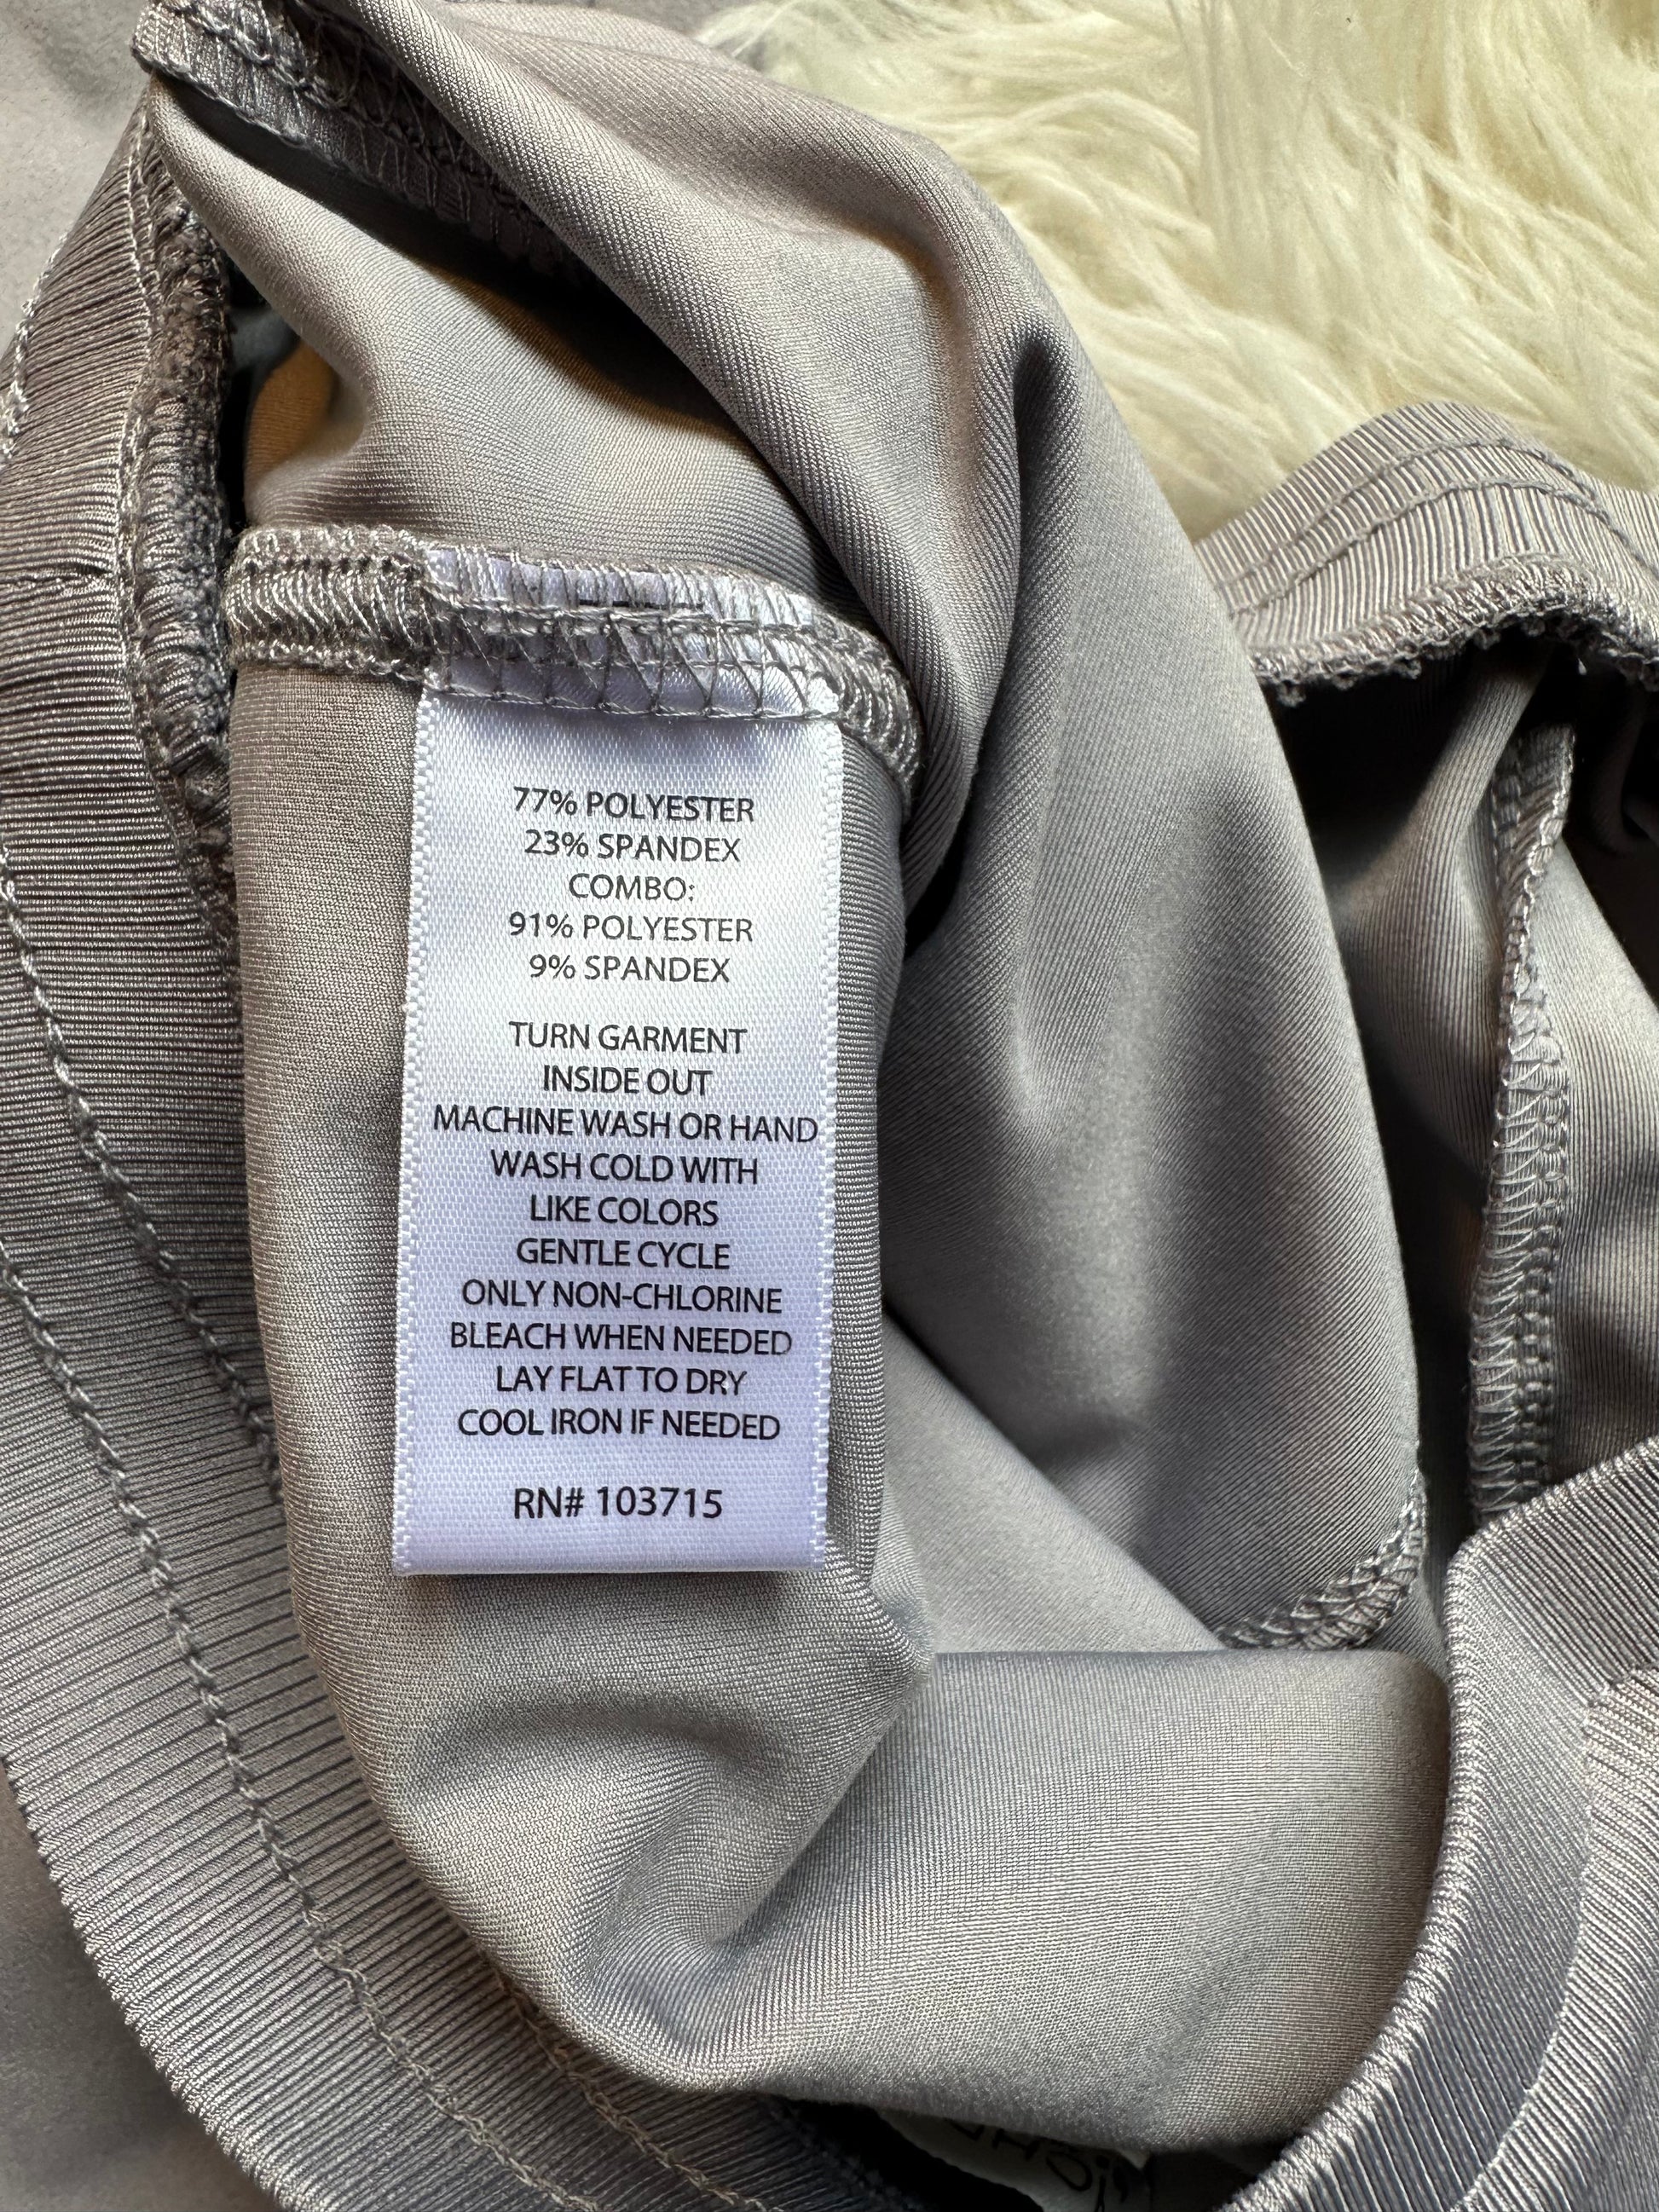 77% POLYESTER
23% SPANDEX
COMBO:
91% POLYESTER
9% SPANDEX
TURN GARMENT
INSIDE OUT
MACHINE WASH OR HAND
WASH COLD WITH
LIKE COLORS
GENTLE CYCLE
ONLY NON-CHLORINE
BLEACH WHEN NEEDED
LAY FLAT TO DRY
COOL IRON IF NEEDED
RN# 103715